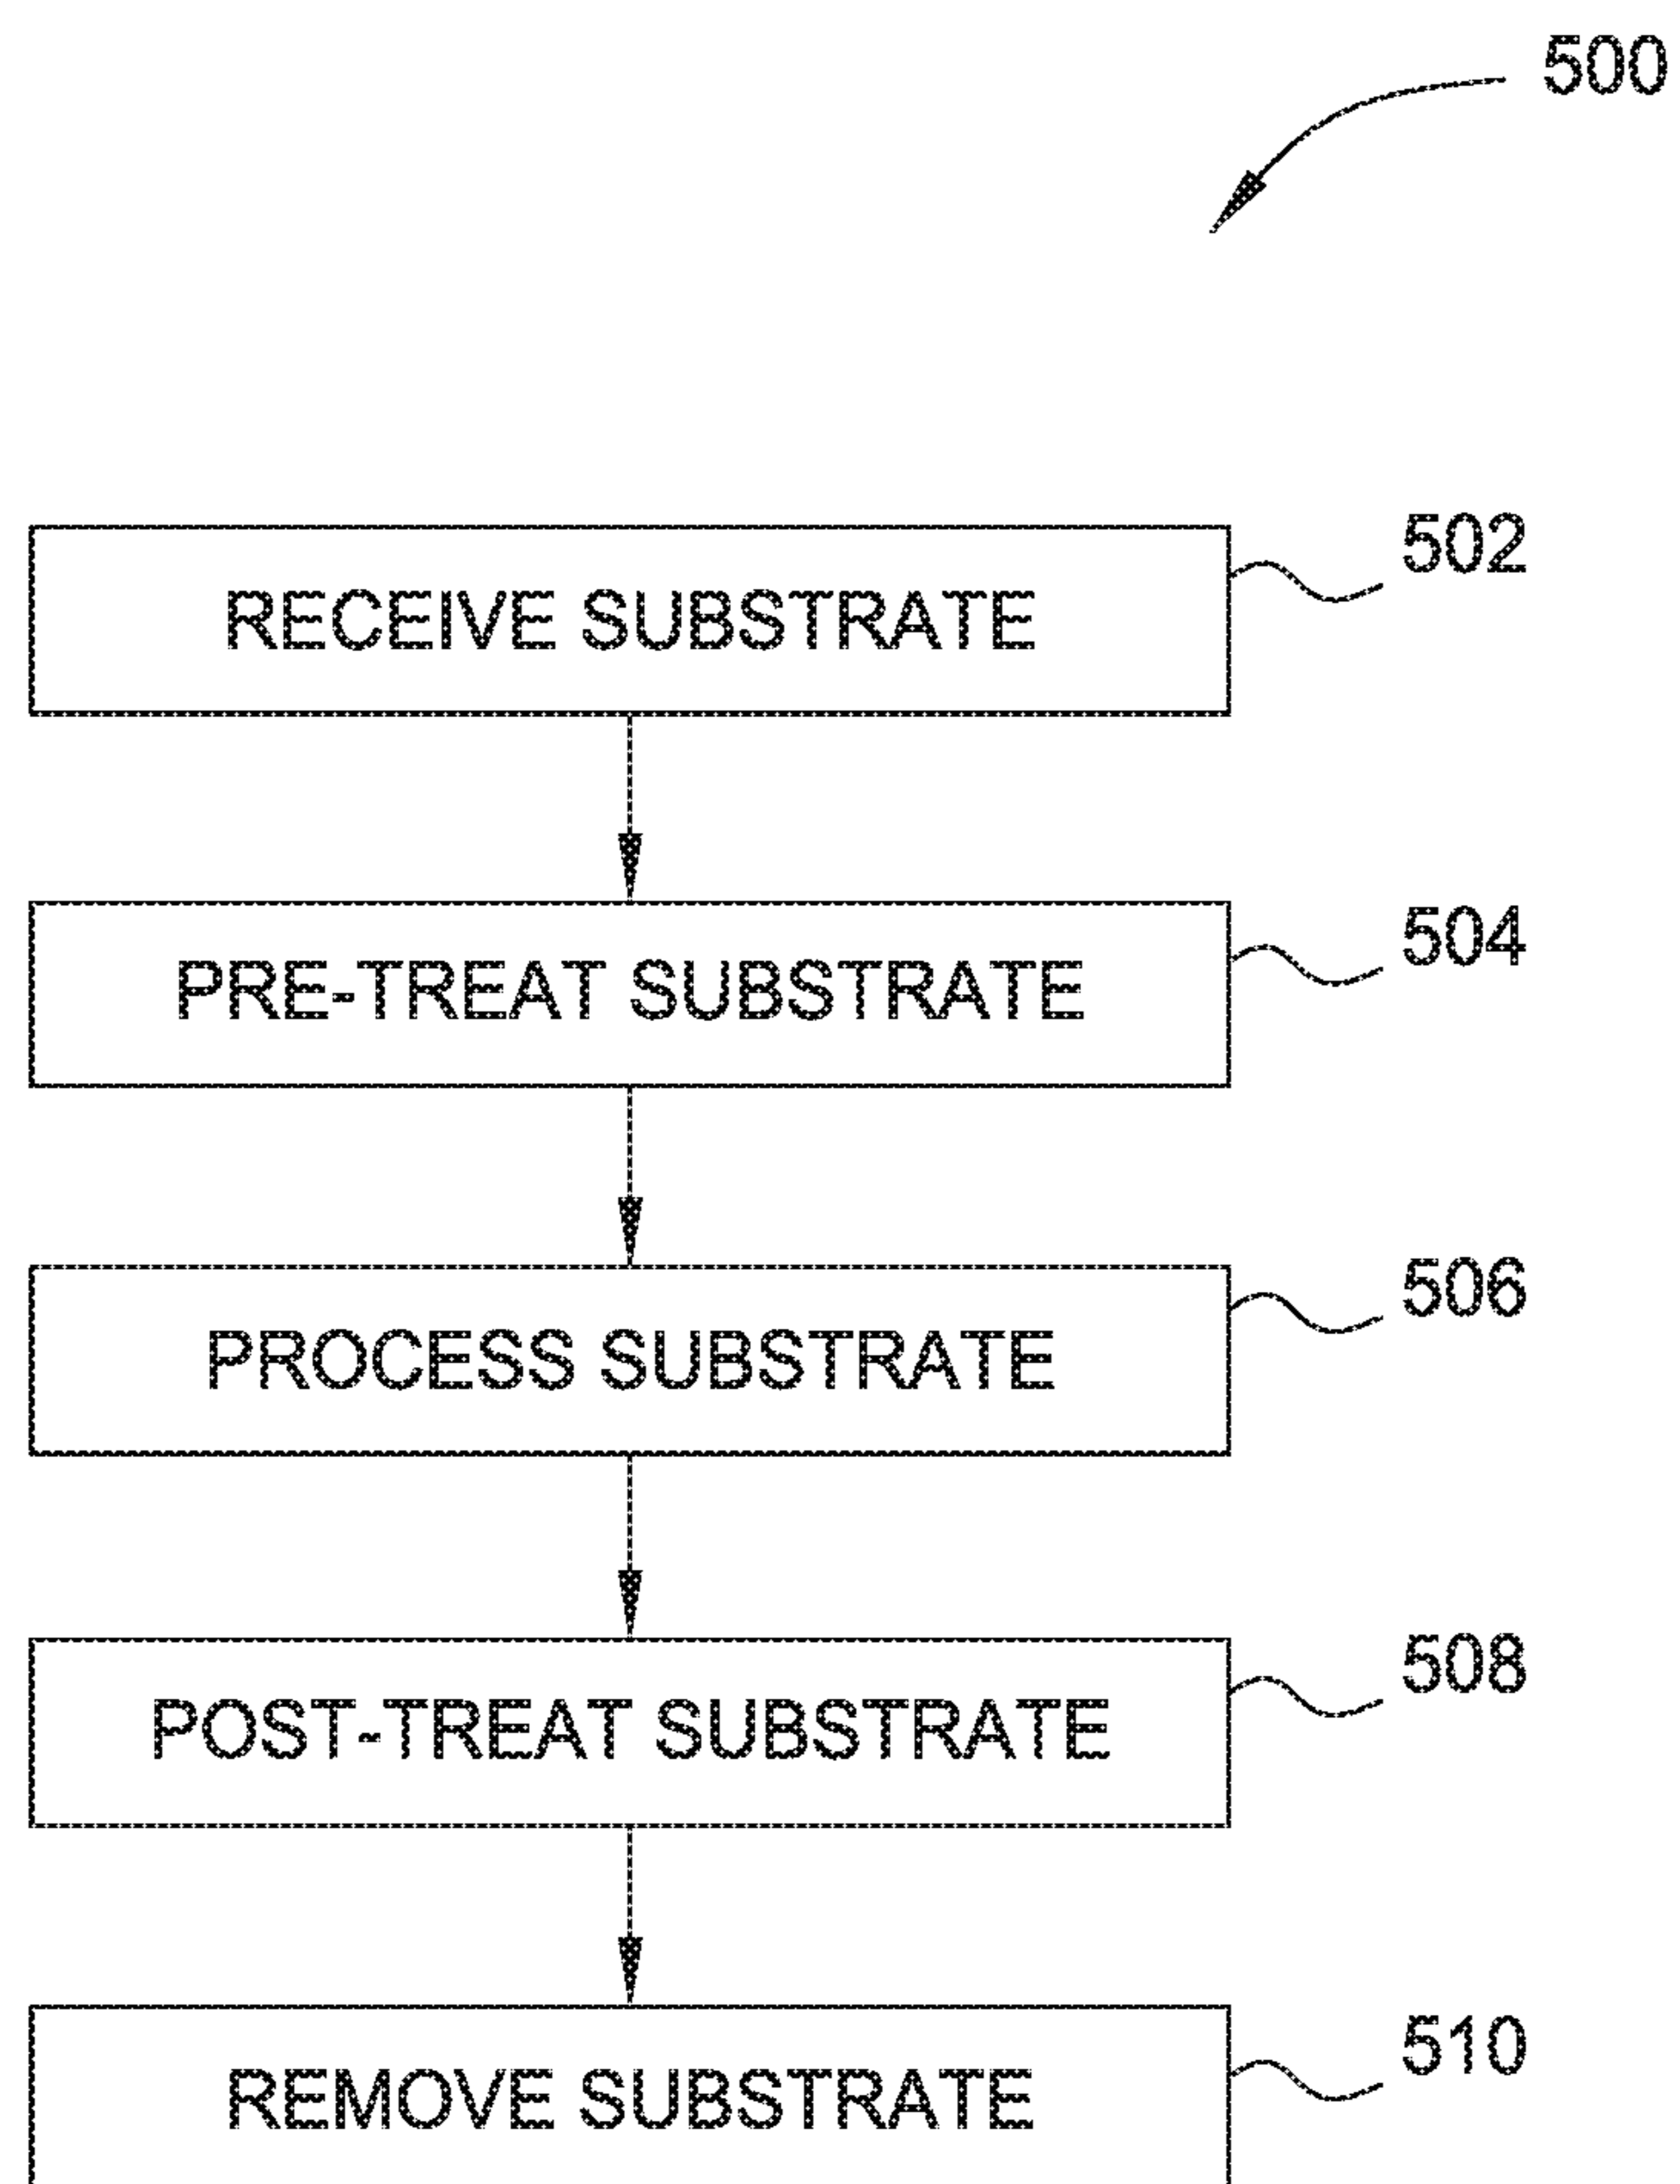 500
RECEIVE SUBSTRATE
502
PRE-TREAT SUBSTRATE
504
PROCESS SUBSTRATE
506
POST-TREAT SUBSTRATE
508
REMOVE SUBSTRATE
510